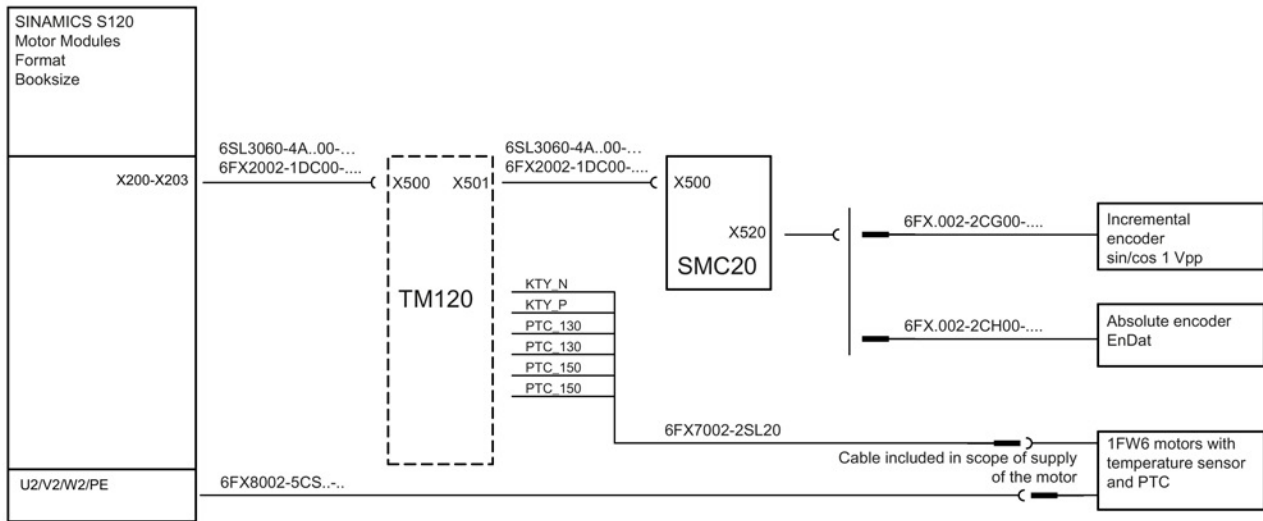 SINAMICS S120
Motor Modules
Format
Booksize
6SL3060-4A..00-...
6FX2002-1DC00-....
X200-X203
X500
X501
TM120
6SL3060-4A..00-...
6FX2002-1DC00-....
X500
X520
SMC20
6FX.002-2CG00-....
Incremental
encoder
sin/cos 1 Vpp
6FX.002-2CH00-....
Absolute encoder
EnDat
KTY_N
KTY_P
PTC_130
PTC_130
PTC_150
PTC_150
6FX7002-2SL20
Cable included in scope of supply
of the motor
1FW6 motors with
temperature sensor
and PTC
U2/V2/W2/PE
6FX8002-5CS..-..